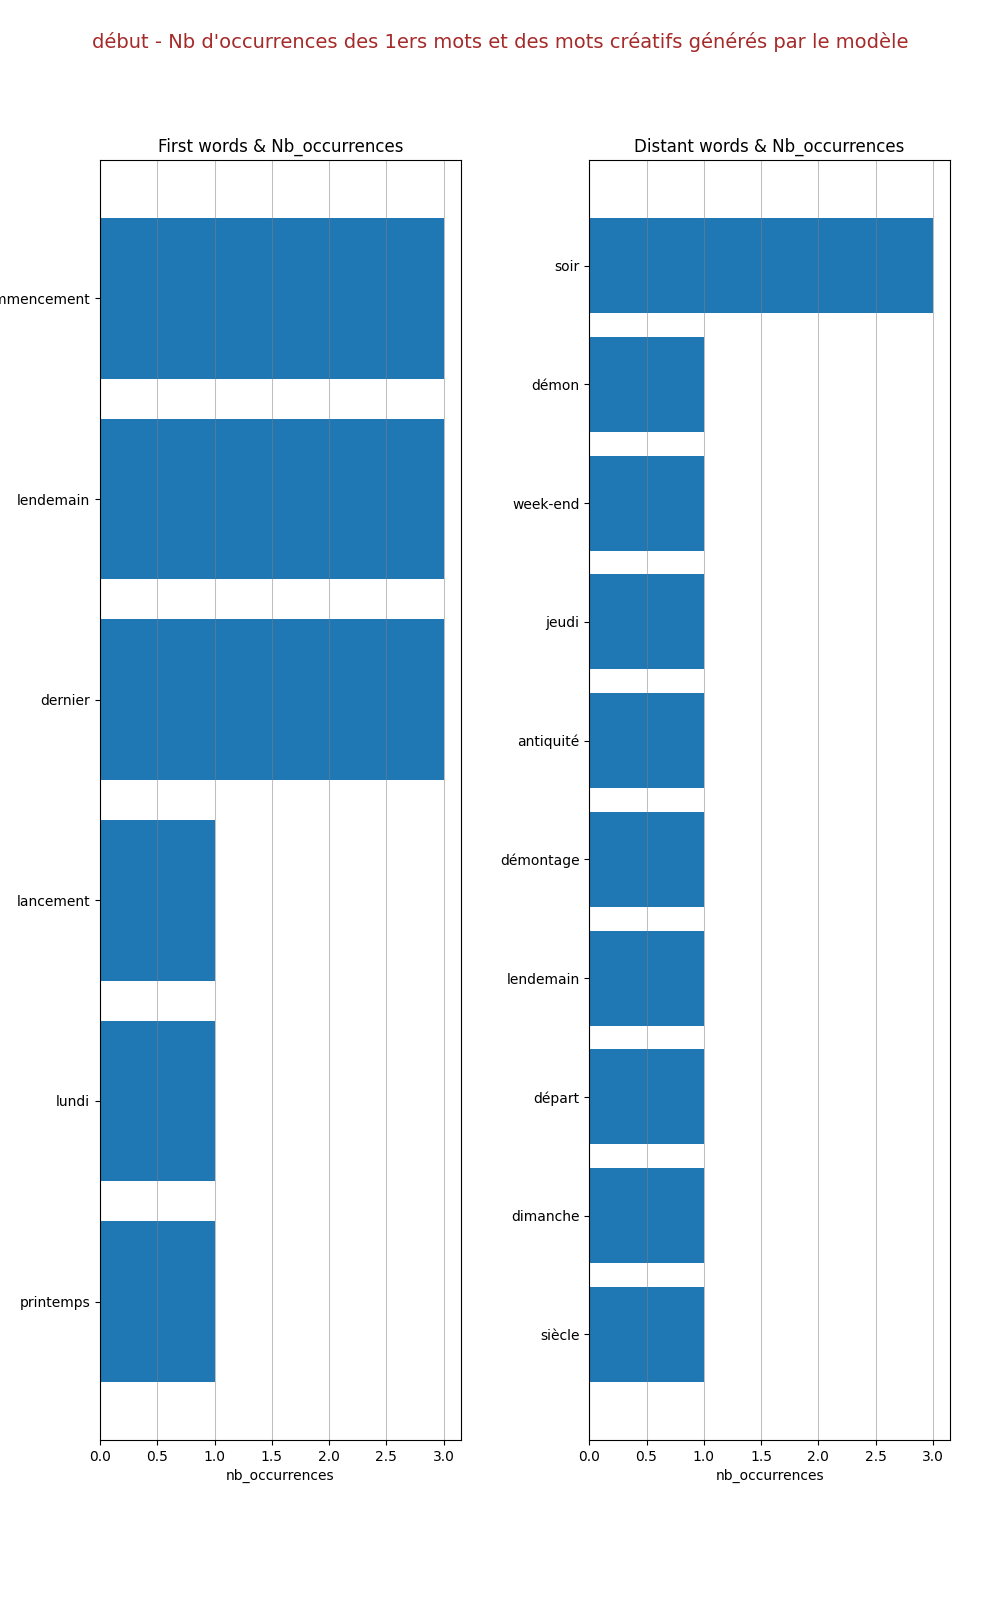 début - Nb d'occurrences des 1ers mots et des mots créatifs générés par le modèle
First words & Nb_occurrences
mmencement
lendemain
dernier
lancement
lundi
printemps
0.0 0.5 1.0 1.5 2.0 2.5 3.0
nb_occurrences
Distant words & Nb_occurrences
soir
démon
week-end
jeudi
antiquité
démontage
lendemain
départ
dimanche
siècle
0.0 0.5 1.0 1.5 2.0 2.5 3.0
nb_occurrences